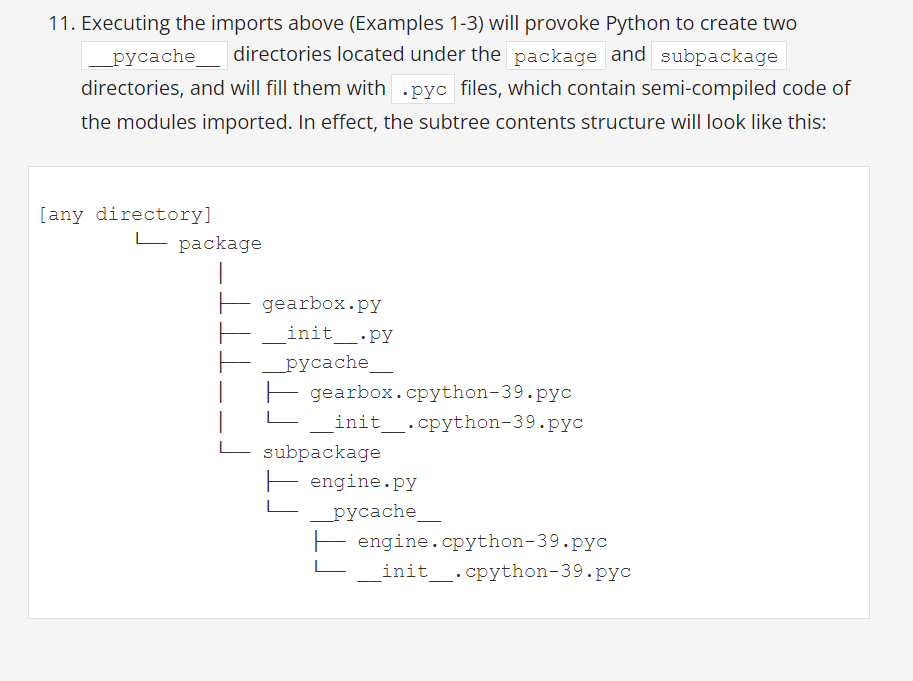 11. Executing the imports above (Examples 1-3) will provoke Python to create two
__pycache__ directories located under the package and subpackage
directories, and will fill them with .pyc files, which contain semi-compiled code of
the modules imported. In effect, the subtree contents structure will look like this:
[any directory]
└── package
│
├── gearbox.py
├── __init__.py
├── __pycache__
│   ├── gearbox.cpython-39.pyc
│   └── __init__.cpython-39.pyc
└── subpackage
├── engine.py
└── __pycache__
├── engine.cpython-39.pyc
└── __init__.cpython-39.pyc